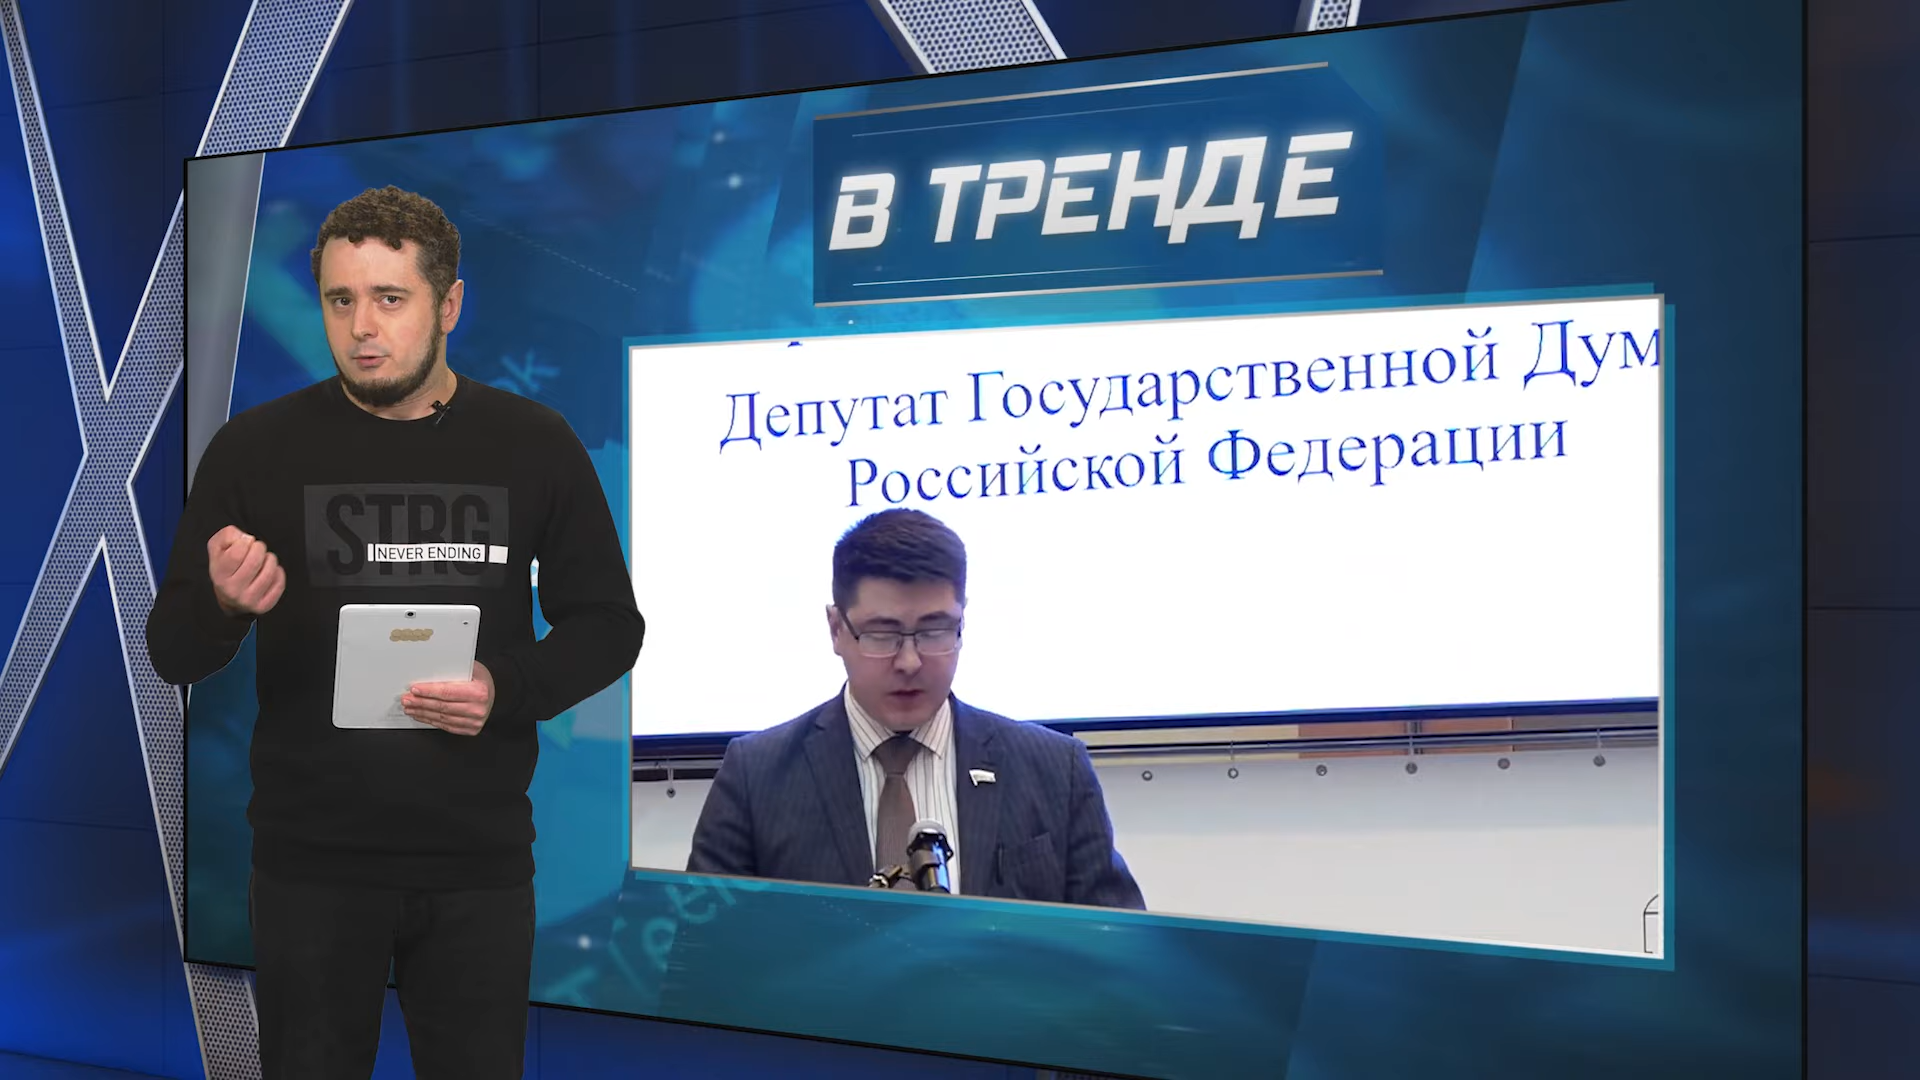 В ТРЕНДЕ
Депутат Государственной Дум
Российской Федерации
STRG
NEVER ENDING